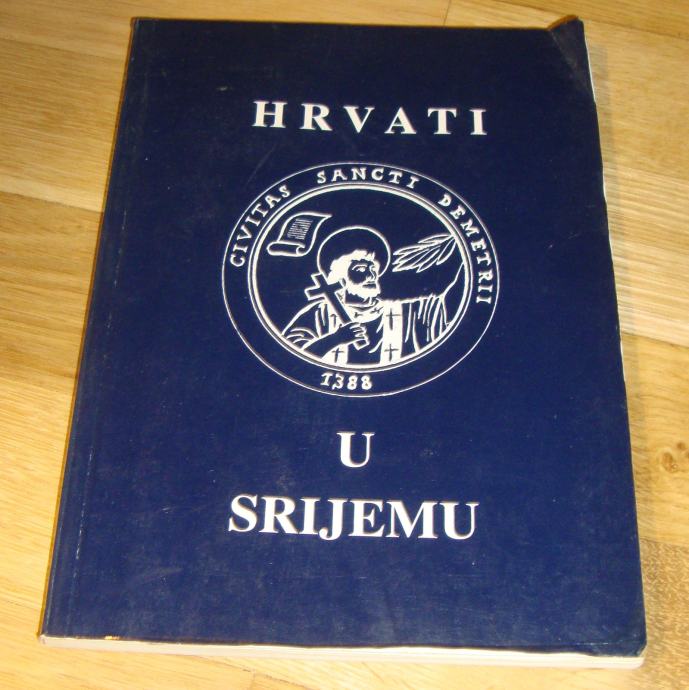 HRVATI
CIVITAS SANCTI DEMETRII
1388
U
SRIJEMU